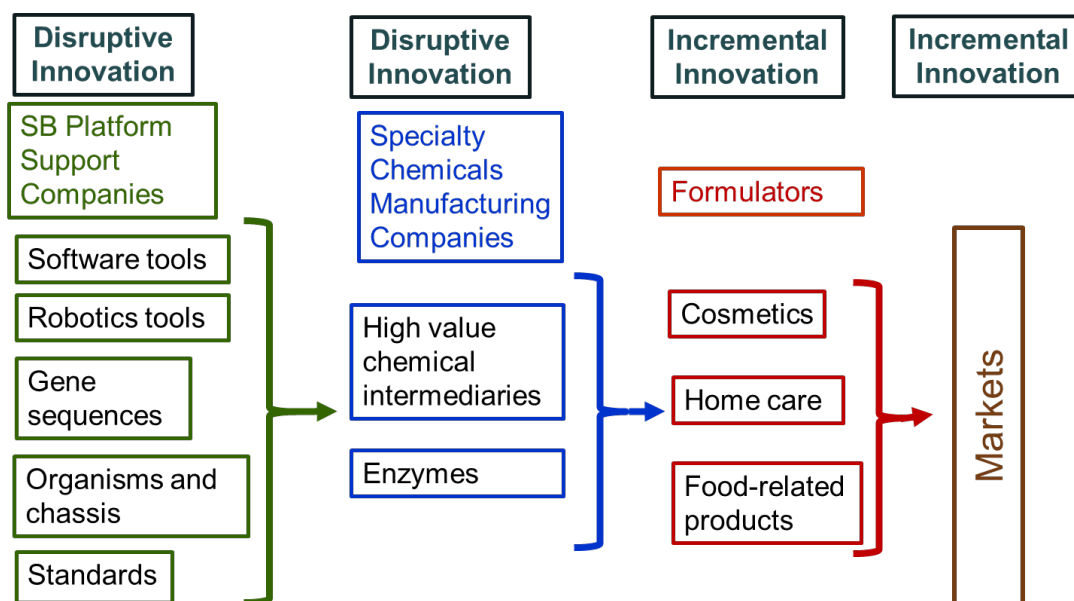 Disruptive
Innovation
Disruptive
Innovation
Incremental
Innovation
Incremental
Innovation
SB Platform
Support
Companies
Software tools
Robotics tools
Gene
sequences
Organisms and
chassis
Standards
Specialty
Chemicals
Manufacturing
Companies
High value
chemical
intermediaries
Enzymes
Formulators
Cosmetics
Home care
Food-related
products
Markets